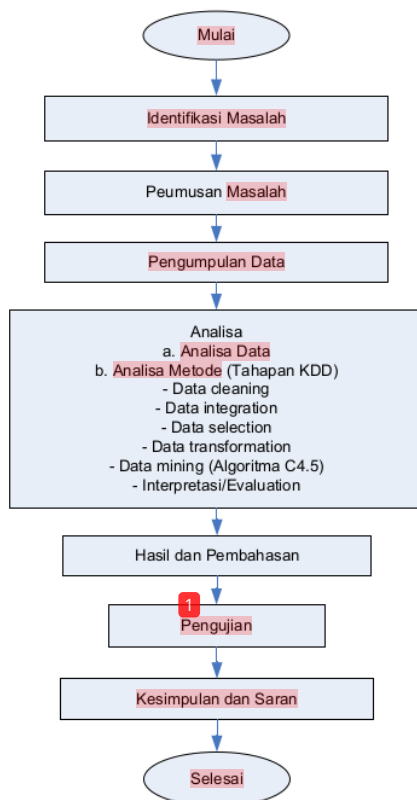 Mulai
Identifikasi Masalah
Peumusan Masalah
Pengumpulan Data
Analisa
a. Analisa Data
b. Analisa Metode (Tahapan KDD)
- Data cleaning
- Data integration
- Data selection
- Data transformation
- Data mining (Algoritma C4.5)
- Interpretasi/Evaluation
Hasil dan Pembahasan
1
Pengujian
Kesimpulan dan Saran
Selesai